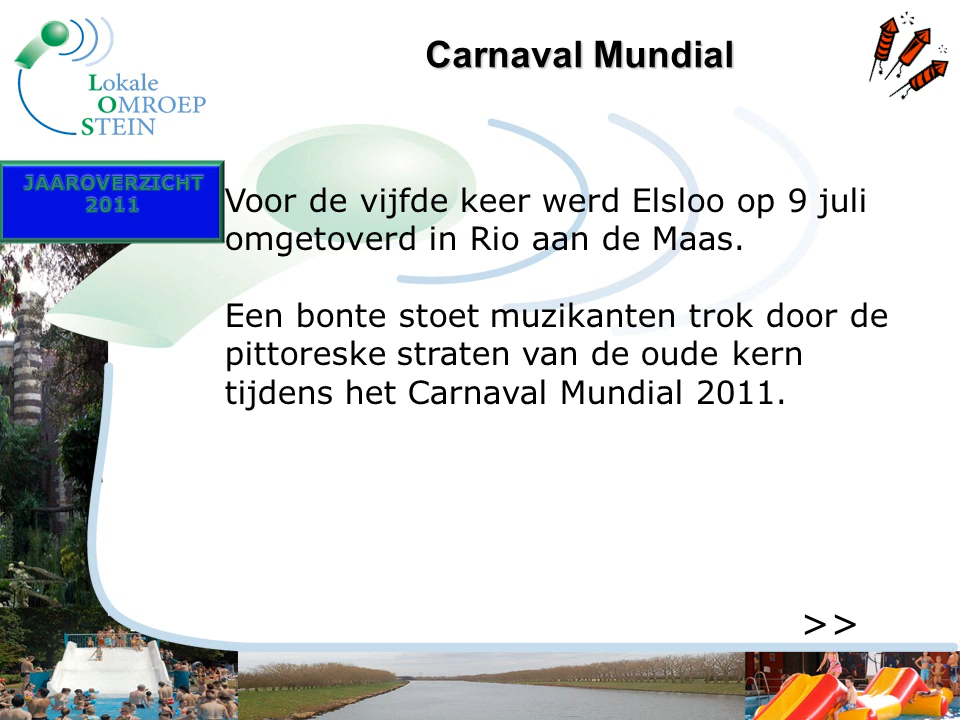 Carnaval Mundial
Lokale
OMROEP
STEIN
JAAROVERZICHT
2011
Voor de vijfde keer werd Elsloo op 9 juli
omgetoverd in Rio aan de Maas.
Een bonte stoet muzikanten trok door de
pittoreske straten van de oude kern
tijdens het Carnaval Mundial 2011.
>>